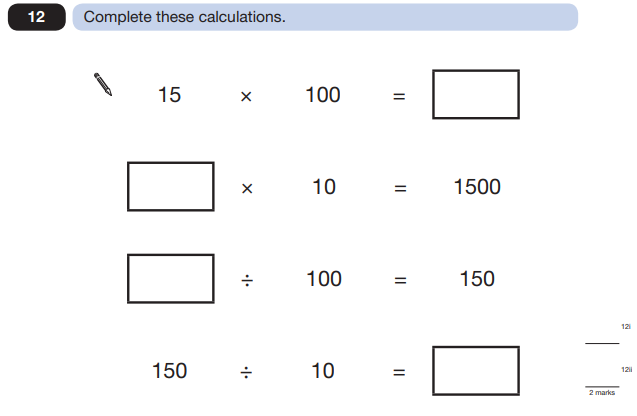 12 Complete these calculations.
15 × 100 =
× 10 = 1500
÷ 100 = 150
12i
150 ÷ 10 =
12ii
2 marks